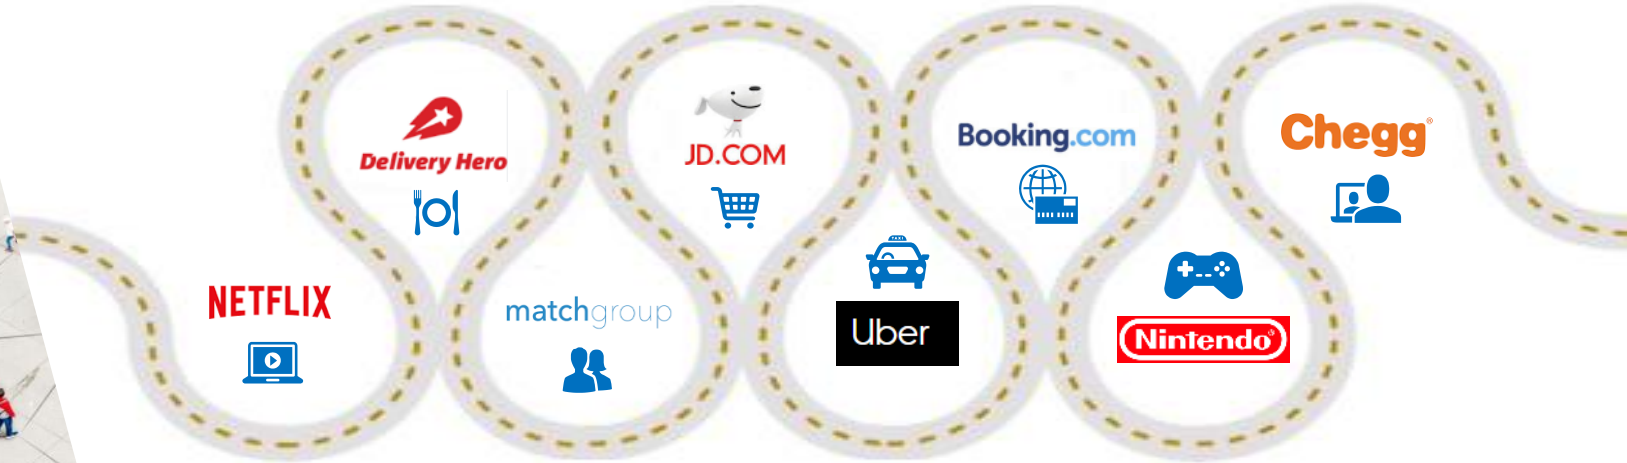 NETFLIX
Delivery Hero
matchgroup
JD.COM
Uber
Booking.com
Nintendo®
Chegg®